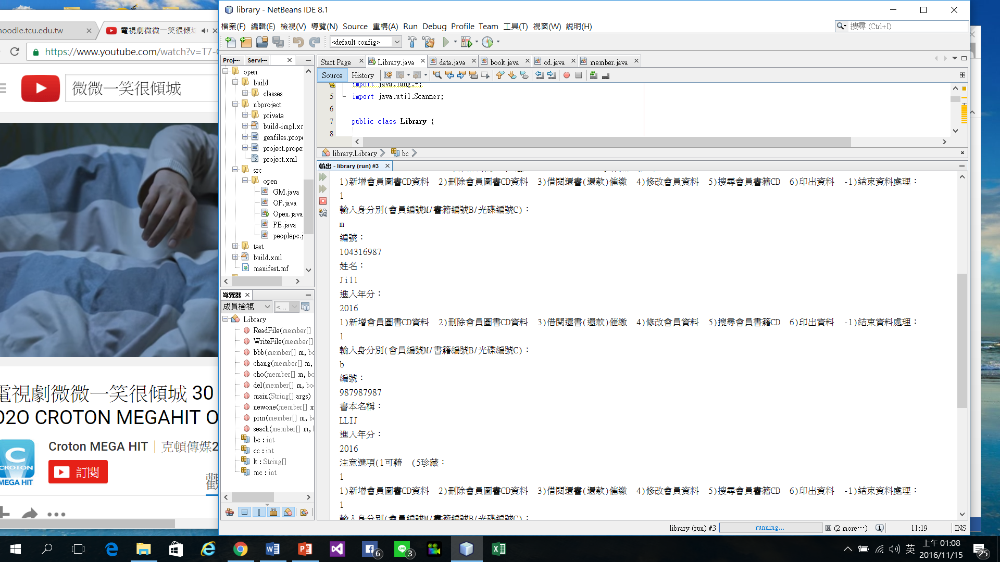 moodle.tcu.edu.tw
電視劇微微一笑很傾城
https://www.youtube.com/watch?v=T7-
微微一笑很傾城
電視劇微微一笑很傾城 30
O2O CROTON MEGAHIT O
Croton MEGA HIT | 克頓傳媒2
CROTON
MEGA HIT
訂閱
觀
library - NetBeans IDE 8.1
檔案(F) 編輯(E) 檢視(V) 導覽(N) Source 重構(A) Run Debug Profile Team 工具(T) 視窗(W) 說明(H)
搜尋 (Ctrl+I)
<default config>
Proj··· Servi···
open
build
classes
nbproject
private
build-impl.xm
genfiles.prope
project.proper
project.xml
src
open
GM.java
OP.java
Open.java
PE.java
peoplepc.j
test
build.xml
manifest.mf
導覽器
成員檢視 <...
Library
ReadFile(member[]
WriteFile(member[]
bbb(member[] m, bo
chang(member[] m,
cho(member[] m, bo
del(member[] m, boo
main(String[] args)
newone(member[] m
prin(member[] m, bo
seach(member[] m, b
bc : int
cc : int
k : String[]
mc : int
Start Page Library.java data.java book.java cd.java member.java
Source History
import java.lang.*;
5 import java.util.Scanner;
6
7 public class Library {
8
library.Library bc
輸出 - library (run) #3
1)新增會員圖書CD資料 2)刪除會員圖書CD資料 3)借閱還書(還款)催繳 4)修改會員資料 5)搜尋會員書籍CD 6)印出資料 -1)結束資料處理：
1
輸入身分別(會員編號M/書籍編號B/光碟編號C)：
m
編號：
104316987
姓名：
Jill
進入年分：
2016
1)新增會員圖書CD資料 2)刪除會員圖書CD資料 3)借閱還書(還款)催繳 4)修改會員資料 5)搜尋會員書籍CD 6)印出資料 -1)結束資料處理：
1
輸入身分別(會員編號M/書籍編號B/光碟編號C)：
b
編號：
987987987
書本名稱：
LLIJ
進入年分：
2016
注意選項(1可藉 (5珍藏：
1
1)新增會員圖書CD資料 2)刪除會員圖書CD資料 3)借閱還書(還款)催繳 4)修改會員資料 5)搜尋會員書籍CD 6)印出資料 -1)結束資料處理：
1
輸入身分別(會員編號M/書籍編號B/光碟編號C)：
library (run) #3 running... (2 more···) 11:19 INS
6
3
英
上午 01:08
2016/11/15
25